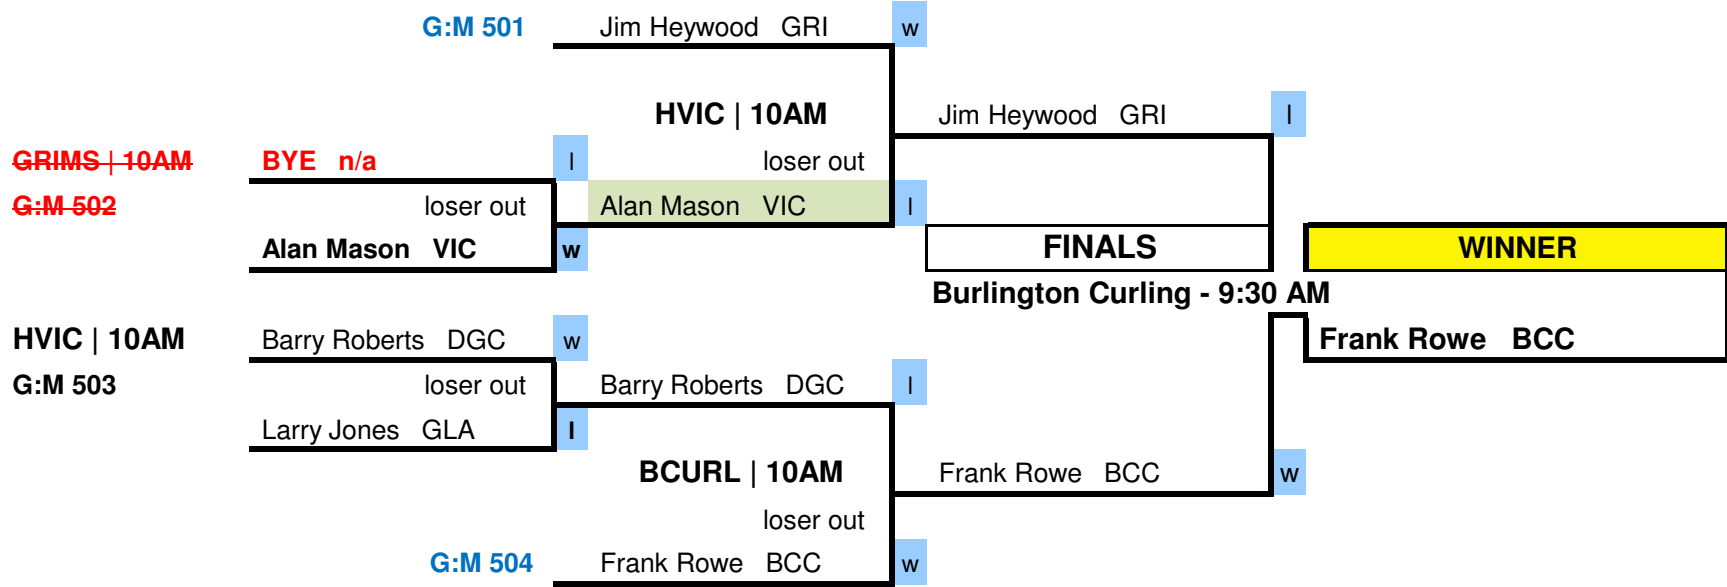 G:M 501 Jim Heywood GRI w
HVIC | 10AM Jim Heywood GRI l
GRIMS | 10AM BYE n/a l loser out
G:M 502 loser out Alan Mason VIC l
Alan Mason VIC w FINALS WINNER
Burlington Curling - 9:30 AM
HVIC | 10AM Barry Roberts DGC w Frank Rowe BCC
G:M 503 loser out Barry Roberts DGC l
Larry Jones GLA l
BCURL | 10AM Frank Rowe BCC w
loser out
G:M 504 Frank Rowe BCC w